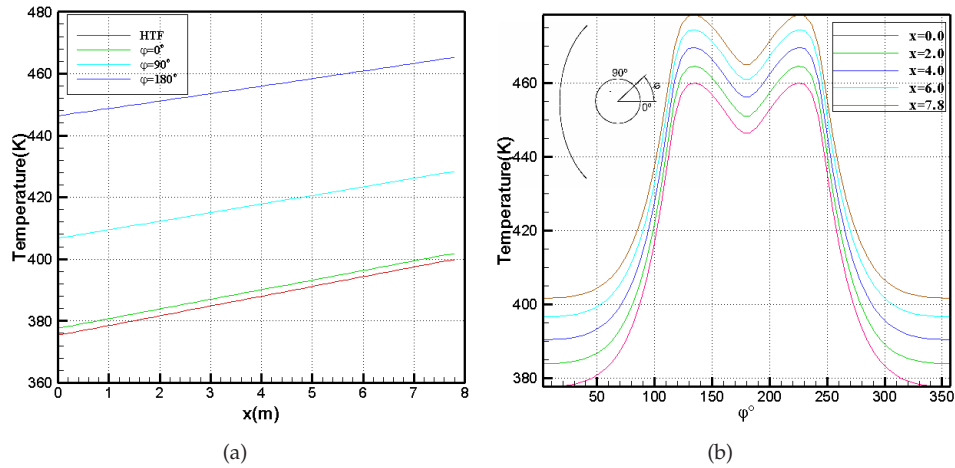 480
460
440
420
400
380
360
Temperature(K)
0
1
2
3
4
5
6
7
8
x(m)
HTF
φ=0°
φ=90°
φ=180°
(a)
460
440
420
400
380
Temperature(K)
50
100
150
200
250
300
350
φ°
90°
φ
0°
x=0.0
x=2.0
x=4.0
x=6.0
x=7.8
(b)